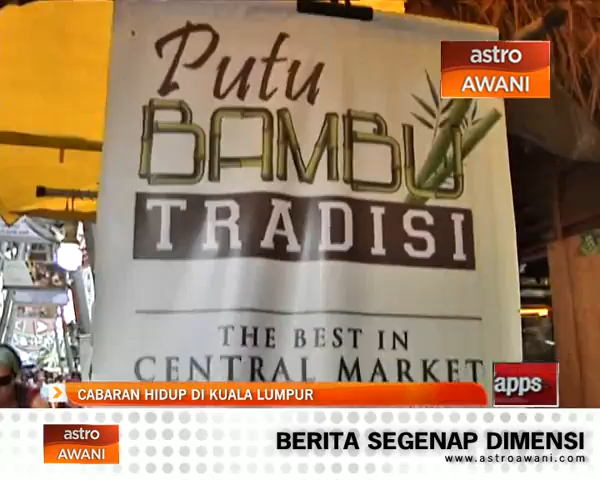 Putu
BAMBU
TRADISI
THE BEST IN
CENTRAL MARKET
astro
AWANI
CABARAN HIDUP DI KUALA LUMPUR
apps
astro
AWANI
BERITA SEGENAP DIMENSI
www.astroawani.com